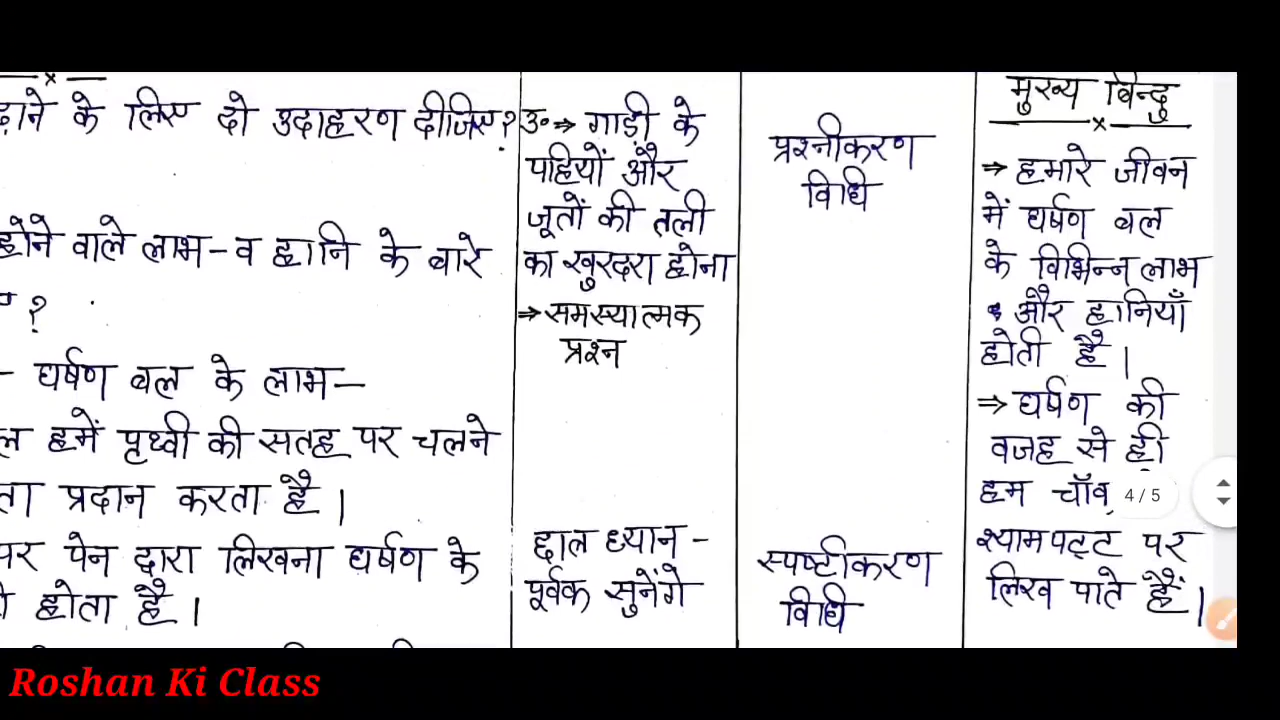 ढ़ाने के लिए दो उदाहरण दीजिए?
होने वाले लाभ-व हानि के बारे
?
- घर्षण बल के लाभ-
ल हमें पृथ्वी की सतह पर चलने
ता प्रदान करता है।
पर पेन द्वारा लिखना घर्षण के
होता है।
उ॰⇒ गाड़ी के
पहियों और
जूतों की तली
का खुरदरा होना
⇒ समस्यात्मक
प्रश्न
छात्र ध्यान-
पूर्वक सुनेंगे
प्रश्नीकरण
विधि
स्पष्टीकरण
विधि
मुख्य बिन्दु
⇒ हमारे जीवन
में घर्षण बल
के विभिन्न लाभ
और हानियाँ
होती है।
⇒ घर्षण की
वजह से ही
हम चॉक
4/5
श्यामपट्ट पर
लिख पाते हैं।
Roshan Ki Class